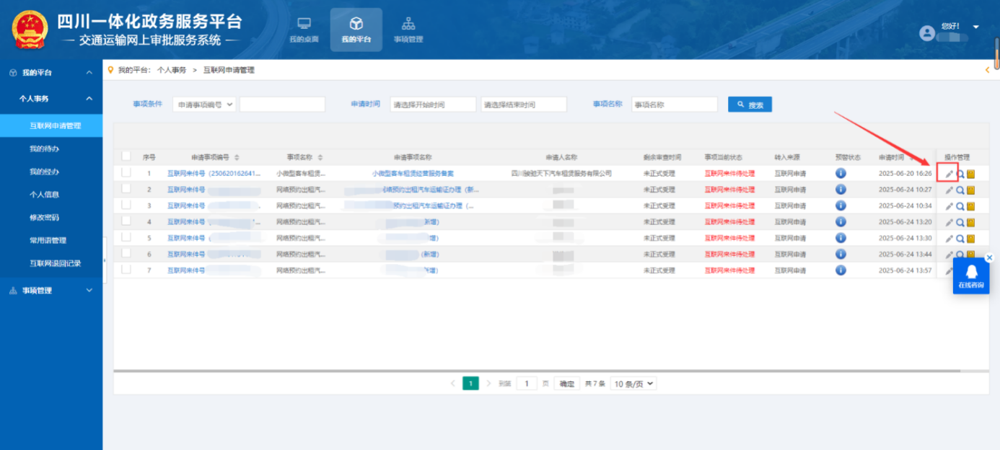 四川一体化政务服务平台
交通运输网上审批服务系统
我的桌面
我的平台
事项管理
您好!
我的平台
个人事务
互联网申请管理
我的待办
我的经办
个人信息
修改密码
常用语管理
互联网退回记录
事项管理
我的平台: 个人事务 > 互联网申请管理
事项条件 申请事项编号 申请时间 请选择开始时间 请选择结束时间 事项名称 事项名称 搜索
序号 申请事项编号 事项名称 申请事项名称 申请人名称 剩余审查时间 事项当前状态 转入来源 预警状态 申请时间 操作管理
1 互联网来件号 (250620162641... 小微型客车租赁... 小微型客车租赁经营服务备案 四川驰天下汽车租赁服务有限公司 未正式受理 互联网来件待处理 互联网申请 2025-06-20 16:26
2 互联网来件号 网络预约出租汽... 预约出租汽车运输证办理 (新... 未正式受理 互联网来件待处理 互联网申请 2025-06-24 10:27
3 互联网来件号 网络预约出租汽... 预约出租汽车运输证办理 (... 未正式受理 互联网来件待处理 互联网申请 2025-06-24 10:34
4 互联网来件号 网络预约出租汽... 新增) 未正式受理 互联网来件待处理 互联网申请 2025-06-24 13:20
5 互联网来件号 ( 网络预约出租汽... 增) 未正式受理 互联网来件待处理 互联网申请 2025-06-24 13:30
6 互联网来件号 网络预约出租汽... (新增) 未正式受理 互联网来件待处理 互联网申请 2025-06-24 13:44
7 互联网来件号 网络预约出租汽... 增) 未正式受理 互联网来件待处理 互联网申请 2025-06-24 13:57
在线咨询
1 到第 1 页 确定 共 7 条 10 条/页